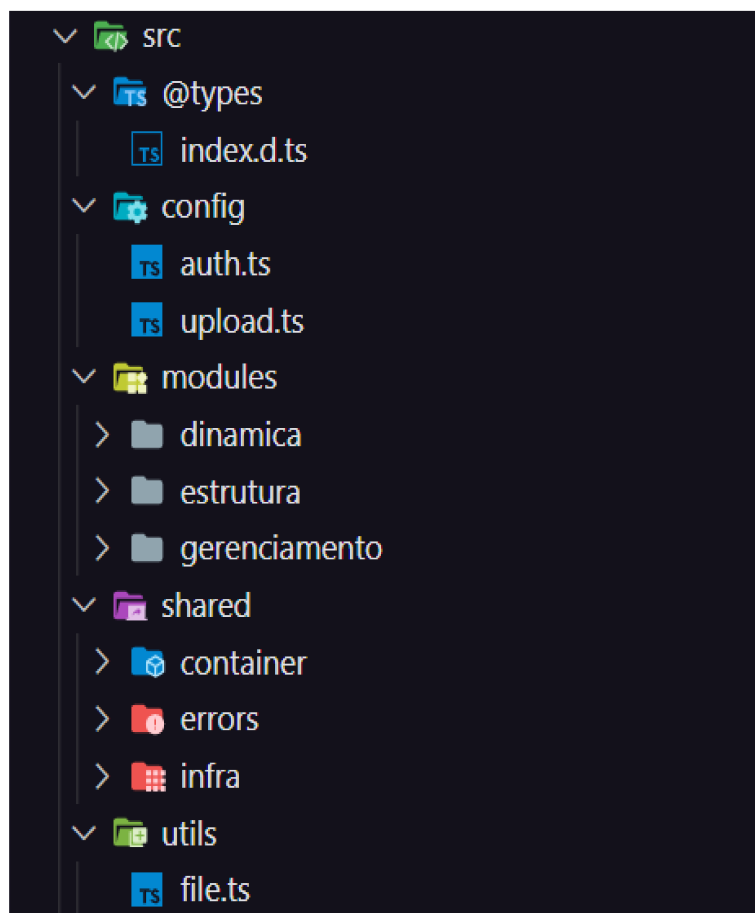 src
@types
index.d.ts
config
auth.ts
upload.ts
modules
dinamica
estrutura
gerenciamento
shared
container
errors
infra
utils
file.ts